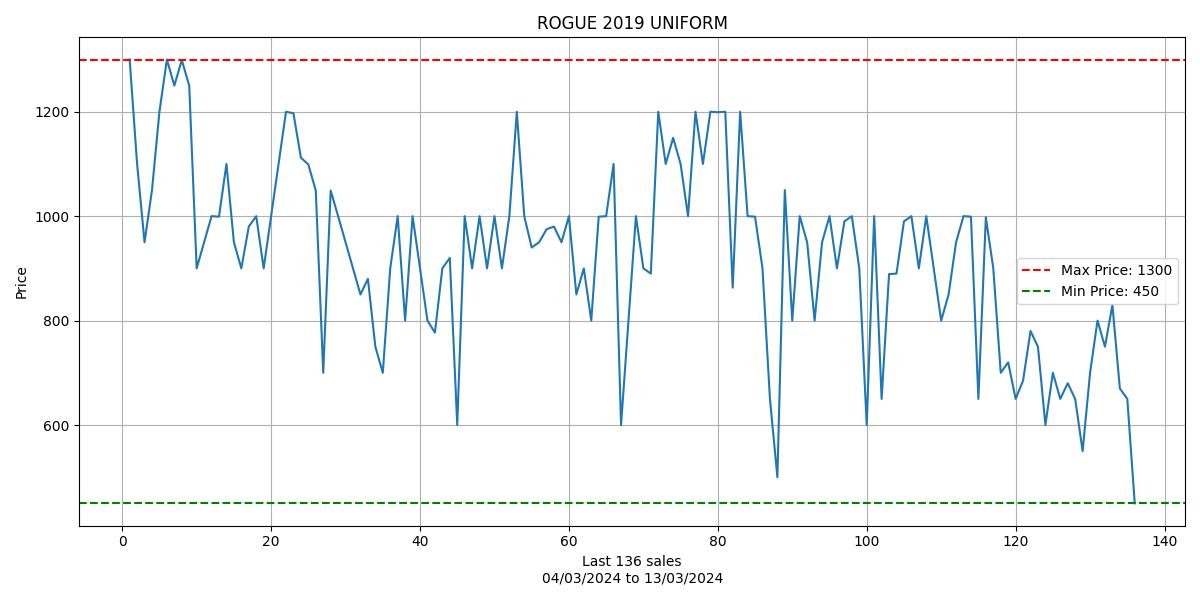 ROGUE 2019 UNIFORM
Price
1200
1000
800
600
Max Price: 1300
Min Price: 450
0 20 40 60 80 100 120 140
Last 136 sales
04/03/2024 to 13/03/2024